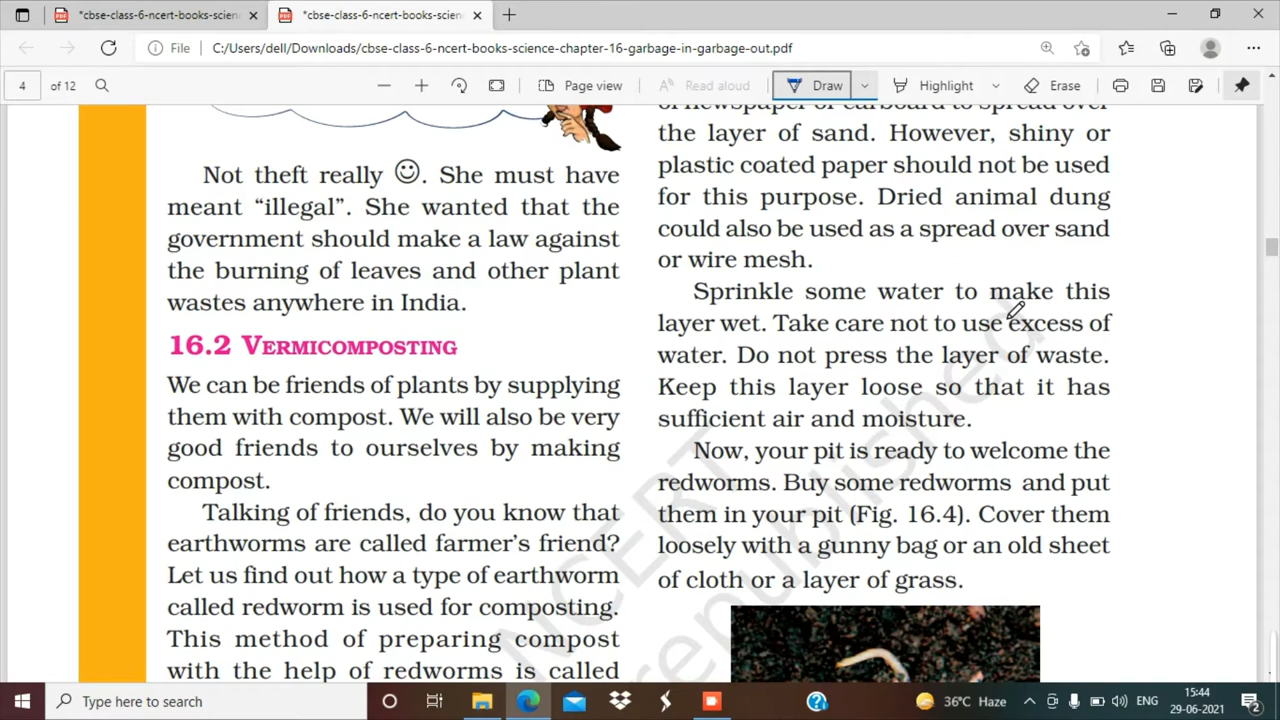 *cbse-class-6-ncert-books-scienc
*cbse-class-6-ncert-books-scienc
File
C:/Users/dell/Downloads/cbse-class-6-ncert-books-science-chapter-16-garbage-in-garbage-out.pdf
4 of 12
Page view
Read aloud
Draw
Highlight
Erase
Not theft really ☺. She must have
meant “illegal”. She wanted that the
government should make a law against
the burning of leaves and other plant
wastes anywhere in India.
16.2 VERMICOMPOSTING
We can be friends of plants by supplying
them with compost. We will also be very
good friends to ourselves by making
compost.
Talking of friends, do you know that
earthworms are called farmer’s friend?
Let us find out how a type of earthworm
called redworm is used for composting.
This method of preparing compost
with the help of redworms is called
of newspaper or carboard to spread over
the layer of sand. However, shiny or
plastic coated paper should not be used
for this purpose. Dried animal dung
could also be used as a spread over sand
or wire mesh.
Sprinkle some water to make this
layer wet. Take care not to use excess of
water. Do not press the layer of waste.
Keep this layer loose so that it has
sufficient air and moisture.
Now, your pit is ready to welcome the
redworms. Buy some redworms and put
them in your pit (Fig. 16.4). Cover them
loosely with a gunny bag or an old sheet
of cloth or a layer of grass.
NCERT
republished
Type here to search
36°C Haze
ENG
15:44
29-06-2021
2